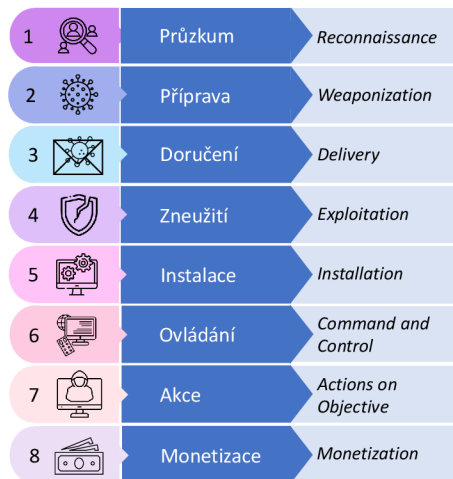 1 Průzkum Reconnaissance
2 Příprava Weaponization
3 Doručení Delivery
4 Zneužití Exploitation
5 Instalace Installation
6 Ovládání Command and
Control
7 Akce Actions on
Objective
8 Monetizace Monetization